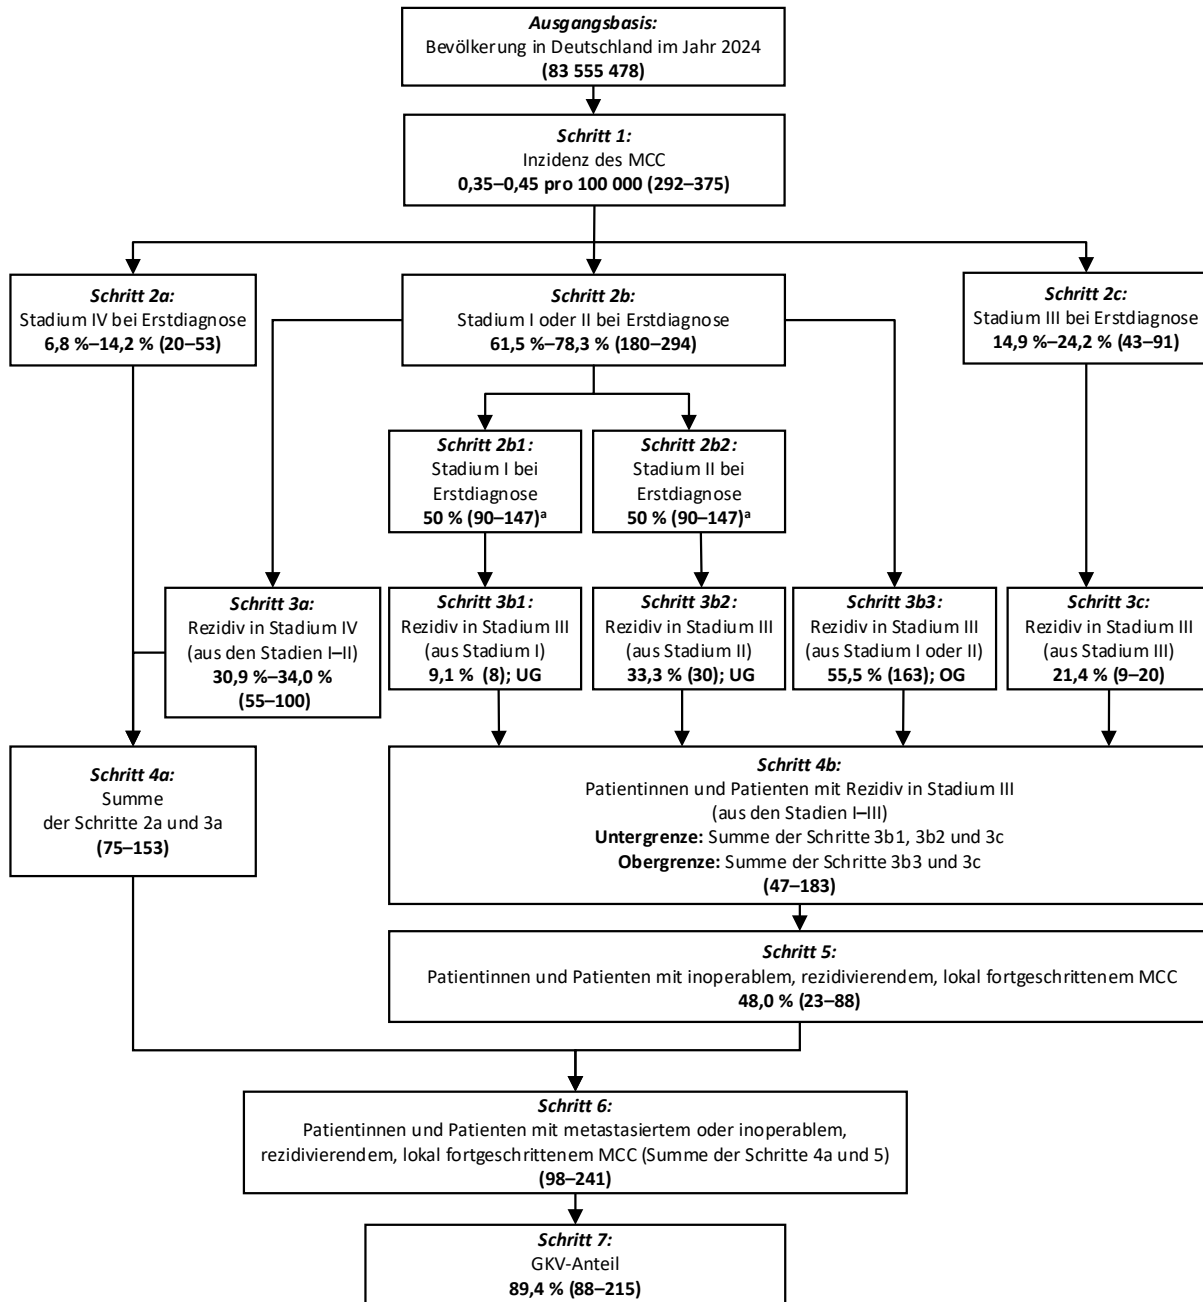 Ausgangsbasis:
Bevölkerung in Deutschland im Jahr 2024
(83 555 478)
Schritt 1:
Inzidenz des MCC
0,35–0,45 pro 100 000 (292–375)
Schritt 2a:
Stadium IV bei Erstdiagnose
6,8 %–14,2 % (20–53)
Schritt 2b:
Stadium I oder II bei Erstdiagnose
61,5 %–78,3 % (180–294)
Schritt 2c:
Stadium III bei Erstdiagnose
14,9 %–24,2 % (43–91)
Schritt 2b1:
Stadium I bei
Erstdiagnose
50 % (90–147)ᵃ
Schritt 2b2:
Stadium II bei
Erstdiagnose
50 % (90–147)ᵃ
Schritt 3a:
Rezidiv in Stadium IV
(aus den Stadien I–II)
30,9 %–34,0 %
(55–100)
Schritt 3b1:
Rezidiv in Stadium III
(aus Stadium I)
9,1 % (8); UG
Schritt 3b2:
Rezidiv in Stadium III
(aus Stadium II)
33,3 % (30); UG
Schritt 3b3:
Rezidiv in Stadium III
(aus Stadium I oder II)
55,5 % (163); OG
Schritt 3c:
Rezidiv in Stadium III
(aus Stadium III)
21,4 % (9–20)
Schritt 4a:
Summe
der Schritte 2a und 3a
(75–153)
Schritt 4b:
Patientinnen und Patienten mit Rezidiv in Stadium III
(aus den Stadien I–III)
Untergrenze: Summe der Schritte 3b1, 3b2 und 3c
Obergrenze: Summe der Schritte 3b3 und 3c
(47–183)
Schritt 5:
Patientinnen und Patienten mit inoperablem, rezidivierendem, lokal fortgeschrittenem MCC
48,0 % (23–88)
Schritt 6:
Patientinnen und Patienten mit metastasiertem oder inoperablem,
rezidivierendem, lokal fortgeschrittenem MCC (Summe der Schritte 4a und 5)
(98–241)
Schritt 7:
GKV-Anteil
89,4 % (88–215)